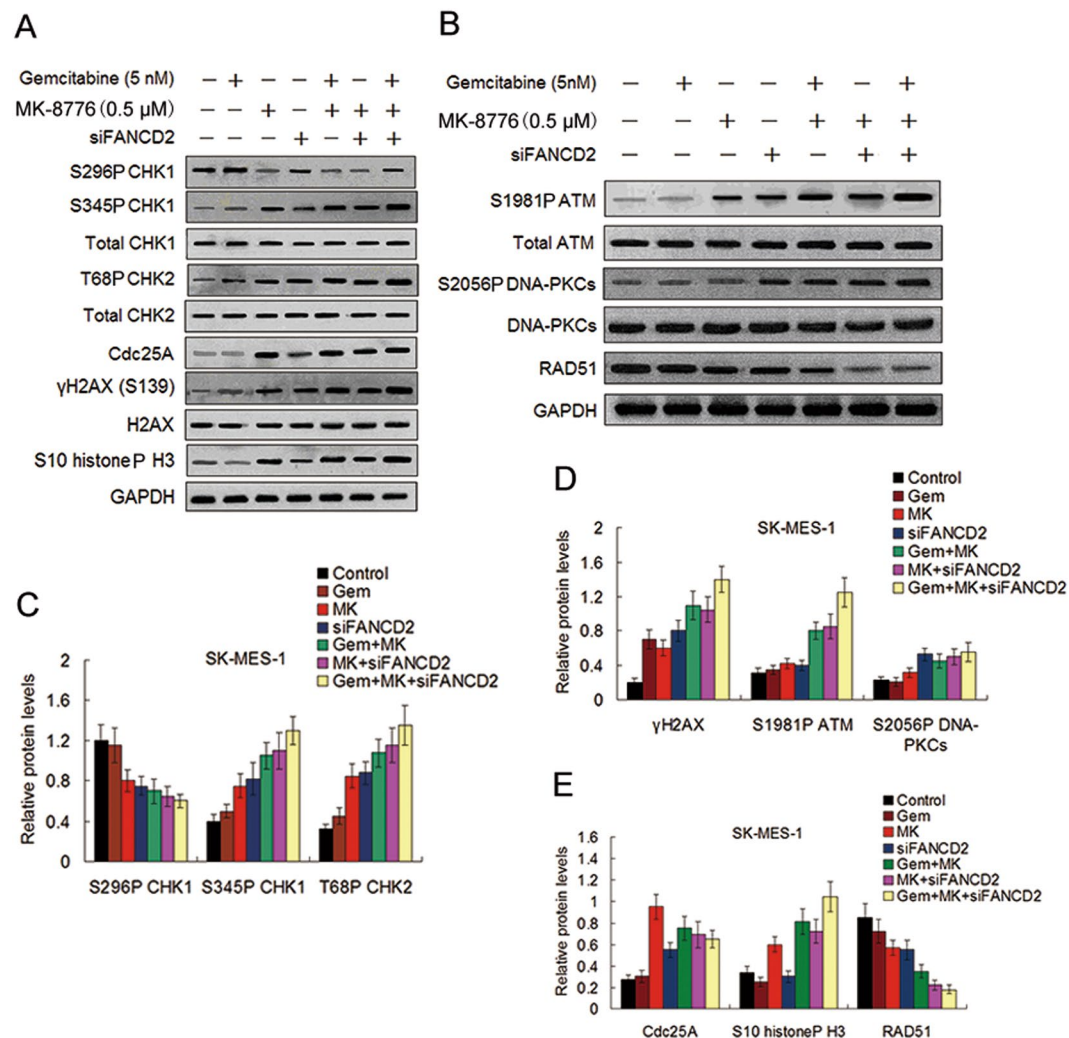 A
Gemcitabine (5 nM) − + − − + − +
MK-8776 (0.5 μM) − − + − + + +
siFANCD2 − − − + − + +
S296P CHK1
S345P CHK1
Total CHK1
T68P CHK2
Total CHK2
Cdc25A
γH2AX (S139)
H2AX
S10 histoneP H3
GAPDH
B
Gemcitabine (5nM) − + − − + − +
MK-8776 (0.5 μM) − − + − + + +
siFANCD2 − − − + − + +
S1981P ATM
Total ATM
S2056P DNA-PKCs
DNA-PKCs
RAD51
GAPDH
C
Control
Gem
MK
siFANCD2
Gem+MK
MK+siFANCD2
Gem+MK+siFANCD2
SK-MES-1
Relative protein levels
2
1.6
1.2
0.8
0.4
0
S296P CHK1 S345P CHK1 T68P CHK2
D
Control
Gem
MK
siFANCD2
Gem+MK
MK+siFANCD2
Gem+MK+siFANCD2
SK-MES-1
Relative protein levels
2
1.6
1.2
0.8
0.4
0
γH2AX S1981P ATM S2056P DNA-
PKCs
E
Control
Gem
MK
siFANCD2
Gem+MK
MK+siFANCD2
Gem+MK+siFANCD2
SK-MES-1
Relative protein levels
1.6
1.4
1.2
1
0.8
0.6
0.4
0.2
0
Cdc25A S10 histoneP H3 RAD51